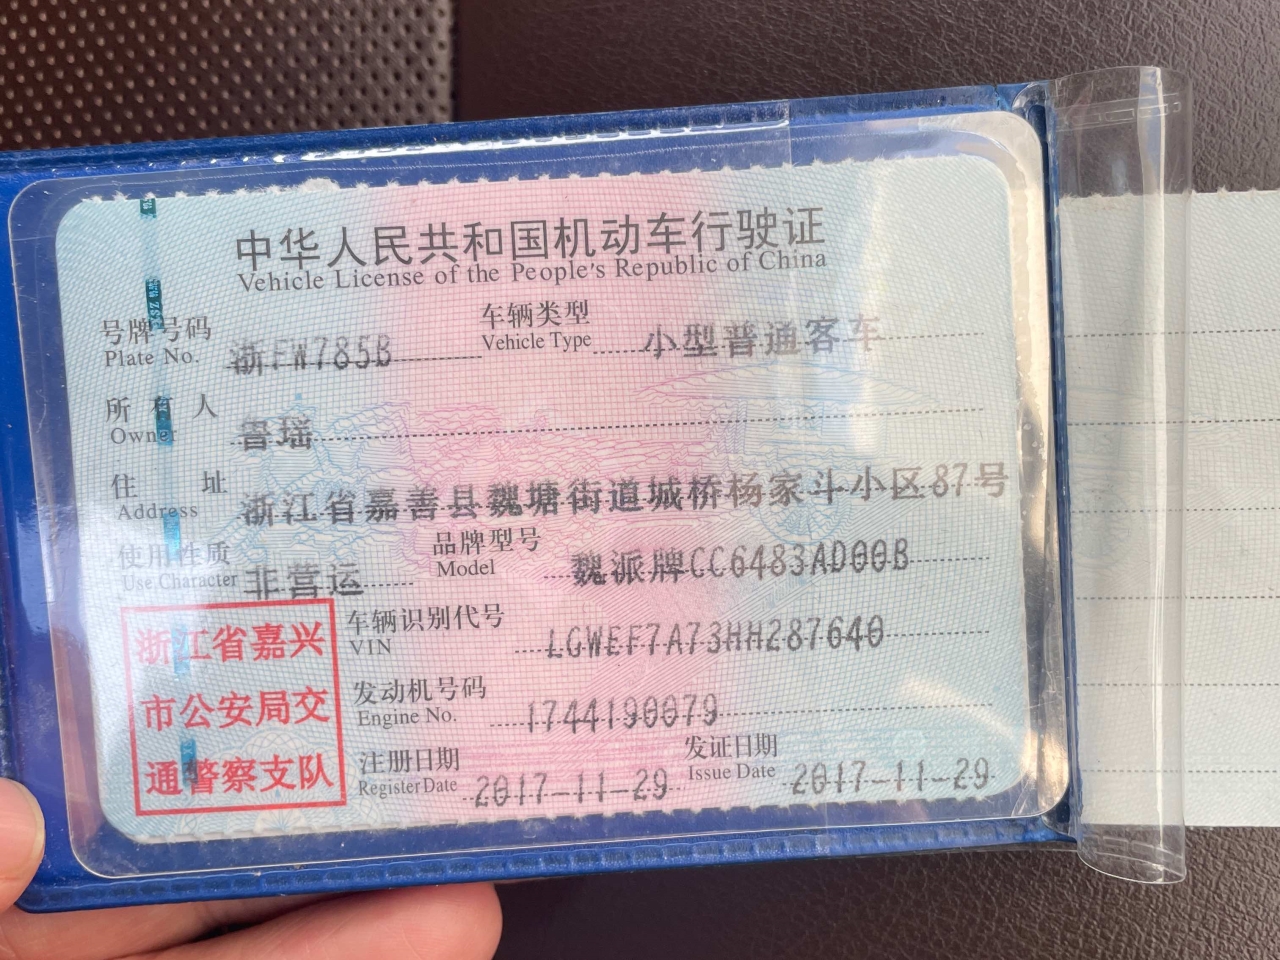 中华人民共和国机动车行驶证
Vehicle License of the People's Republic of China
号牌号码 浙FW785B 车辆类型 小型普通客车
Plate No. Vehicle Type
所有人 鲁瑶
Owner
住址 浙江省嘉善县魏塘街道城桥杨家斗小区87号
Address
使用性质 非营运 品牌型号 魏派牌CC6483AD00B
Use Character Model
浙江省嘉兴
市公安局交
通警察支队
车辆识别代号 LGWEF7A73HH287640
VIN
发动机号码 1744190079
Engine No.
注册日期 2017-11-29 发证日期 2017-11-29
Register Date Issue Date